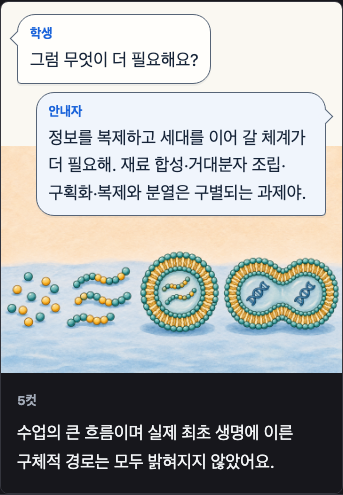 학생
그럼 무엇이 더 필요해요?
안내자
정보를 복제하고 세대를 이어 갈 체계가
더 필요해. 재료 합성·거대분자 조립·
구획화·복제와 분열은 구별되는 과제야.
5컷
수업의 큰 흐름이며 실제 최초 생명에 이른
구체적 경로는 모두 밝혀지지 않았어요.